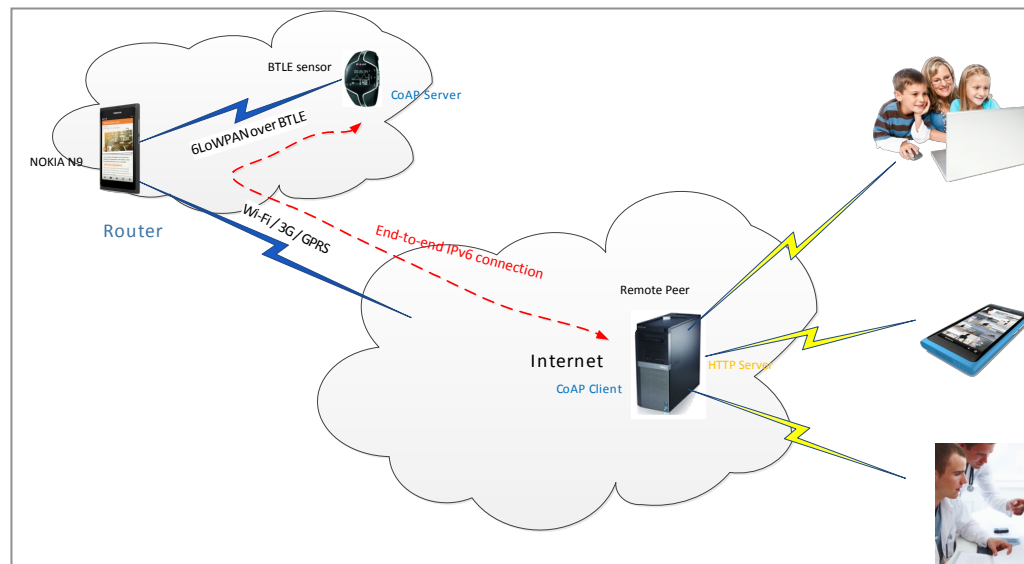 BTLE sensor
CoAP Server
6LoWPAN over BTLE
NOKIA N9
Router
Wi-Fi / 3G / GPRS
End-to-end IPv6 connection
Remote Peer
Internet
HTTP Server
CoAP Client